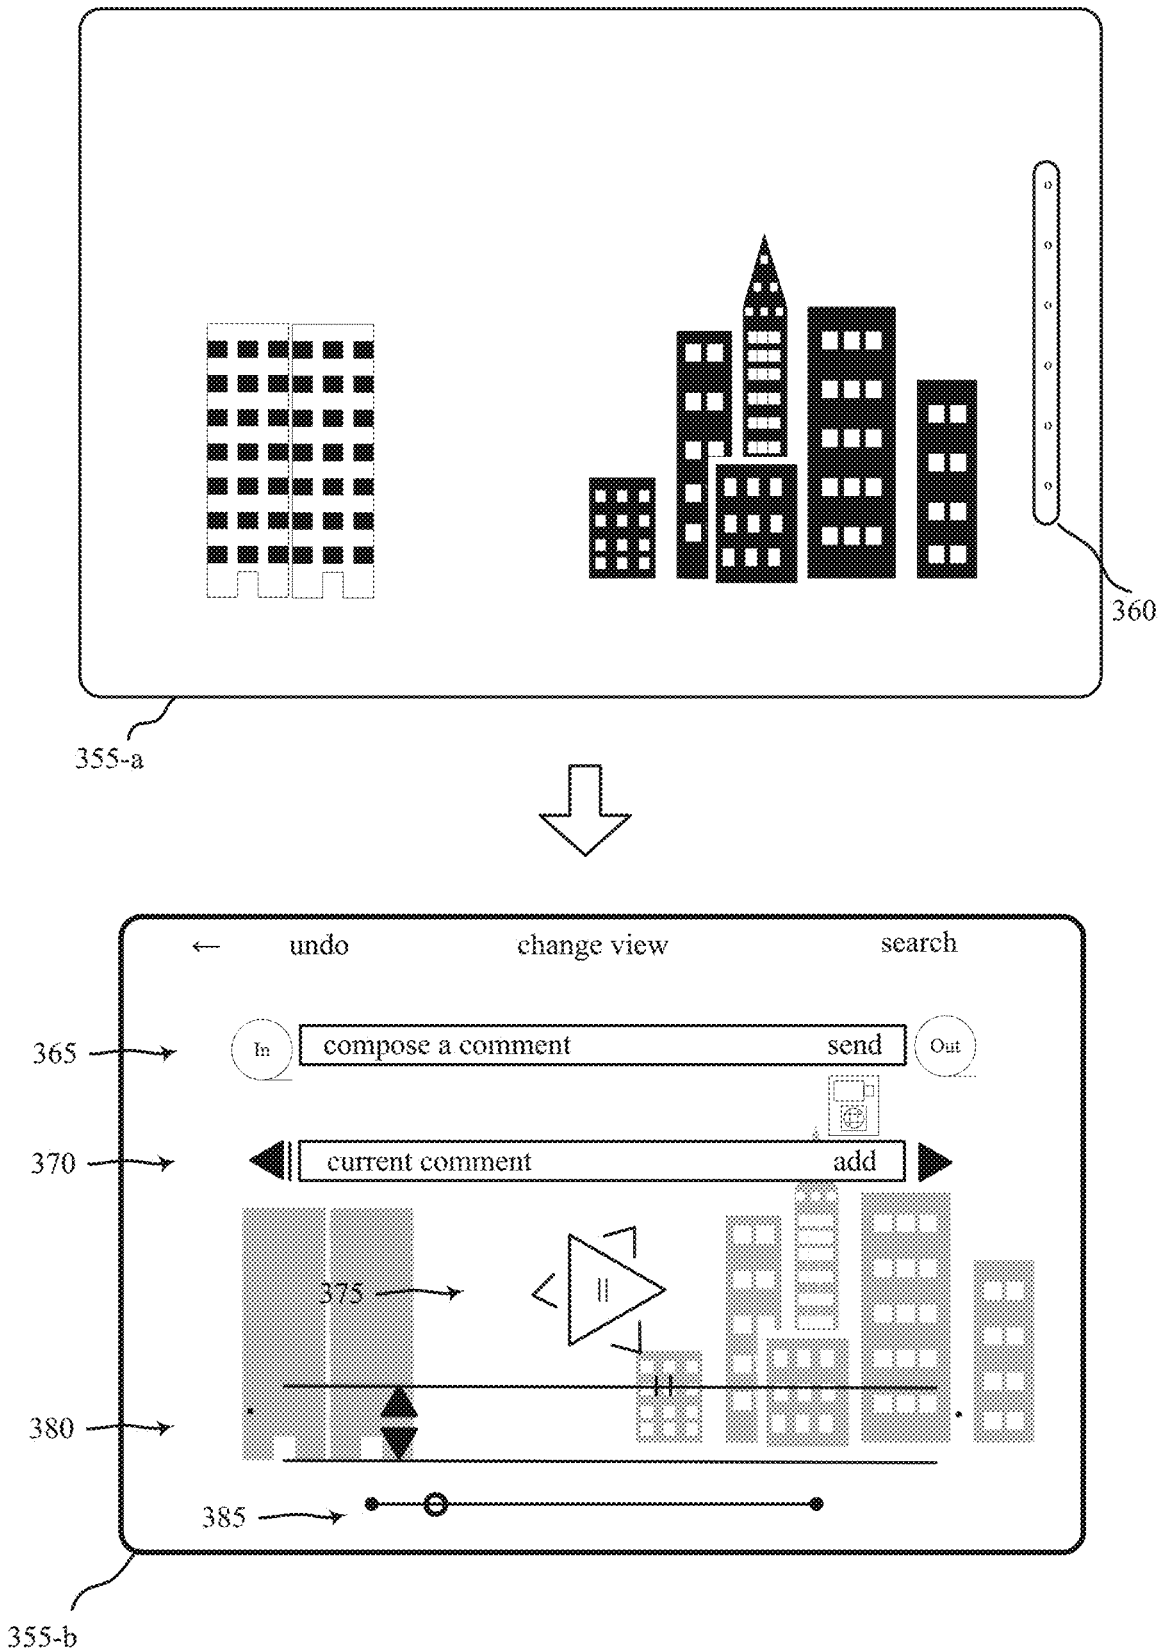 360
355-a
← undo change view search
365 In compose a comment send Out
370 current comment add
375 ||
380
385
355-b